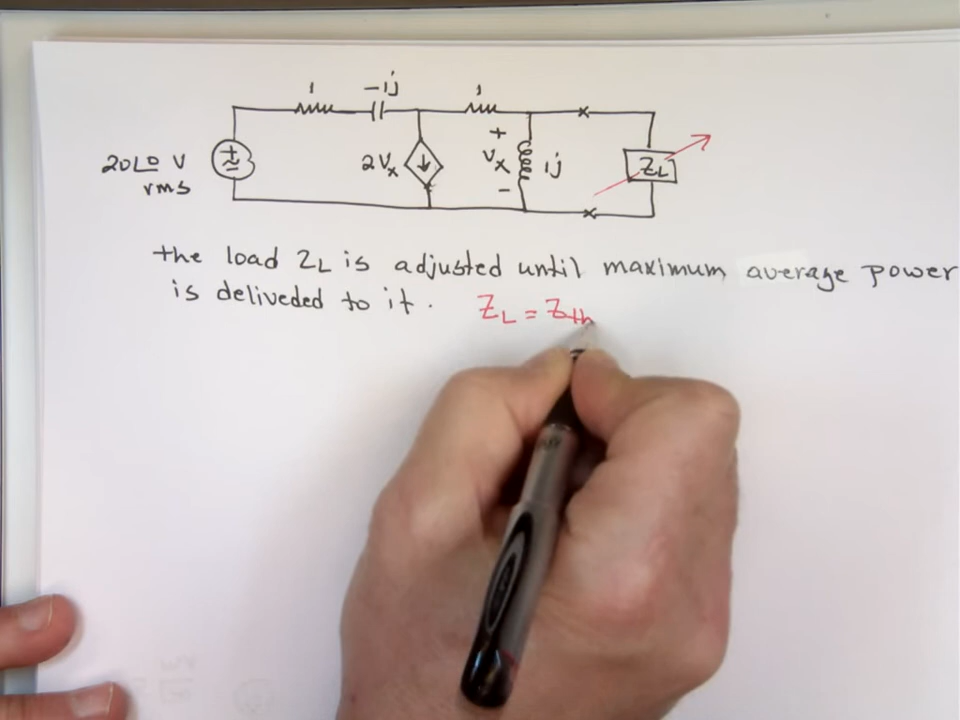 1 -1j 1
20∠0 V
rms
+
-
2Vx
+
Vx
-
1j
ZL
the load ZL is adjusted until maximum average power
is deliveded to it. ZL = Zth